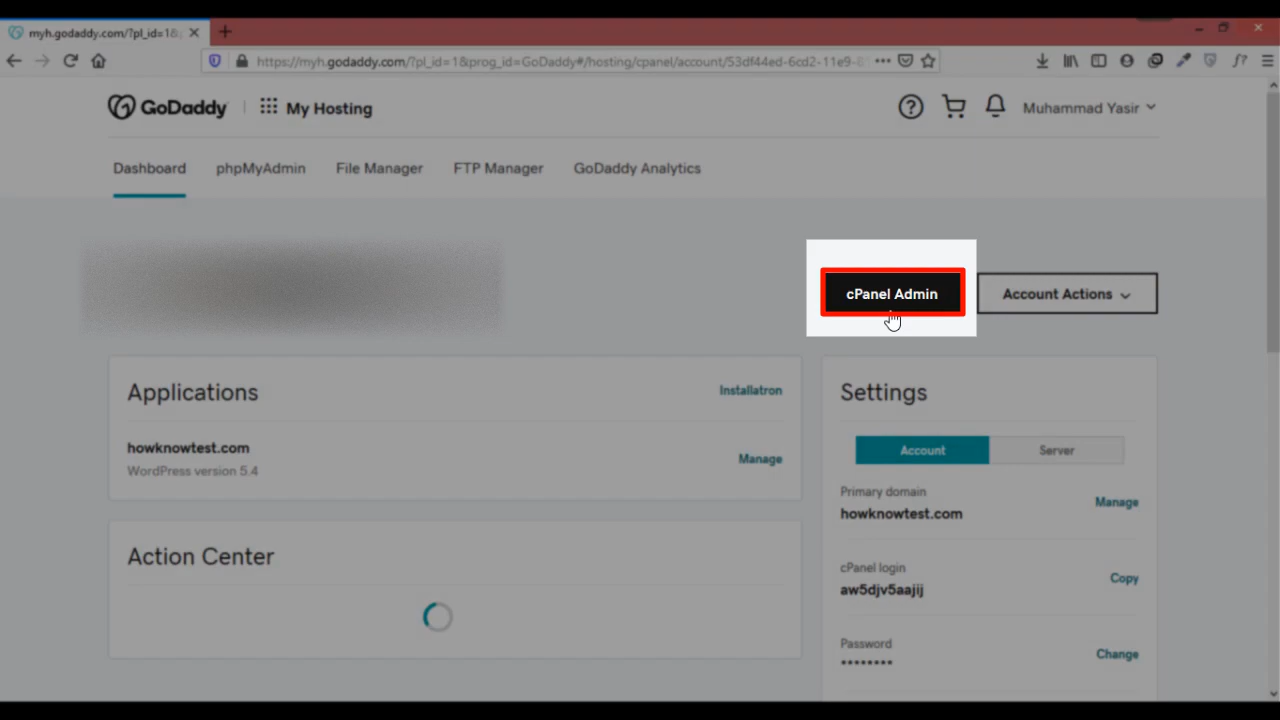 myh.godaddy.com/?pl_id=1&
https://myh.godaddy.com/?pl_id=1&prog_id=GoDaddy#/hosting/cpanel/account/53df44ed-6cd2-11e9-8
GoDaddy My Hosting Muhammad Yasir
Dashboard phpMyAdmin File Manager FTP Manager GoDaddy Analytics
cPanel Admin Account Actions
Applications Installatron
howknowtest.com
WordPress version 5.4
Manage
Action Center
Settings
Account Server
Primary domain
howknowtest.com
Manage
cPanel login
aw5djv5aajij
Copy
Password
********
Change